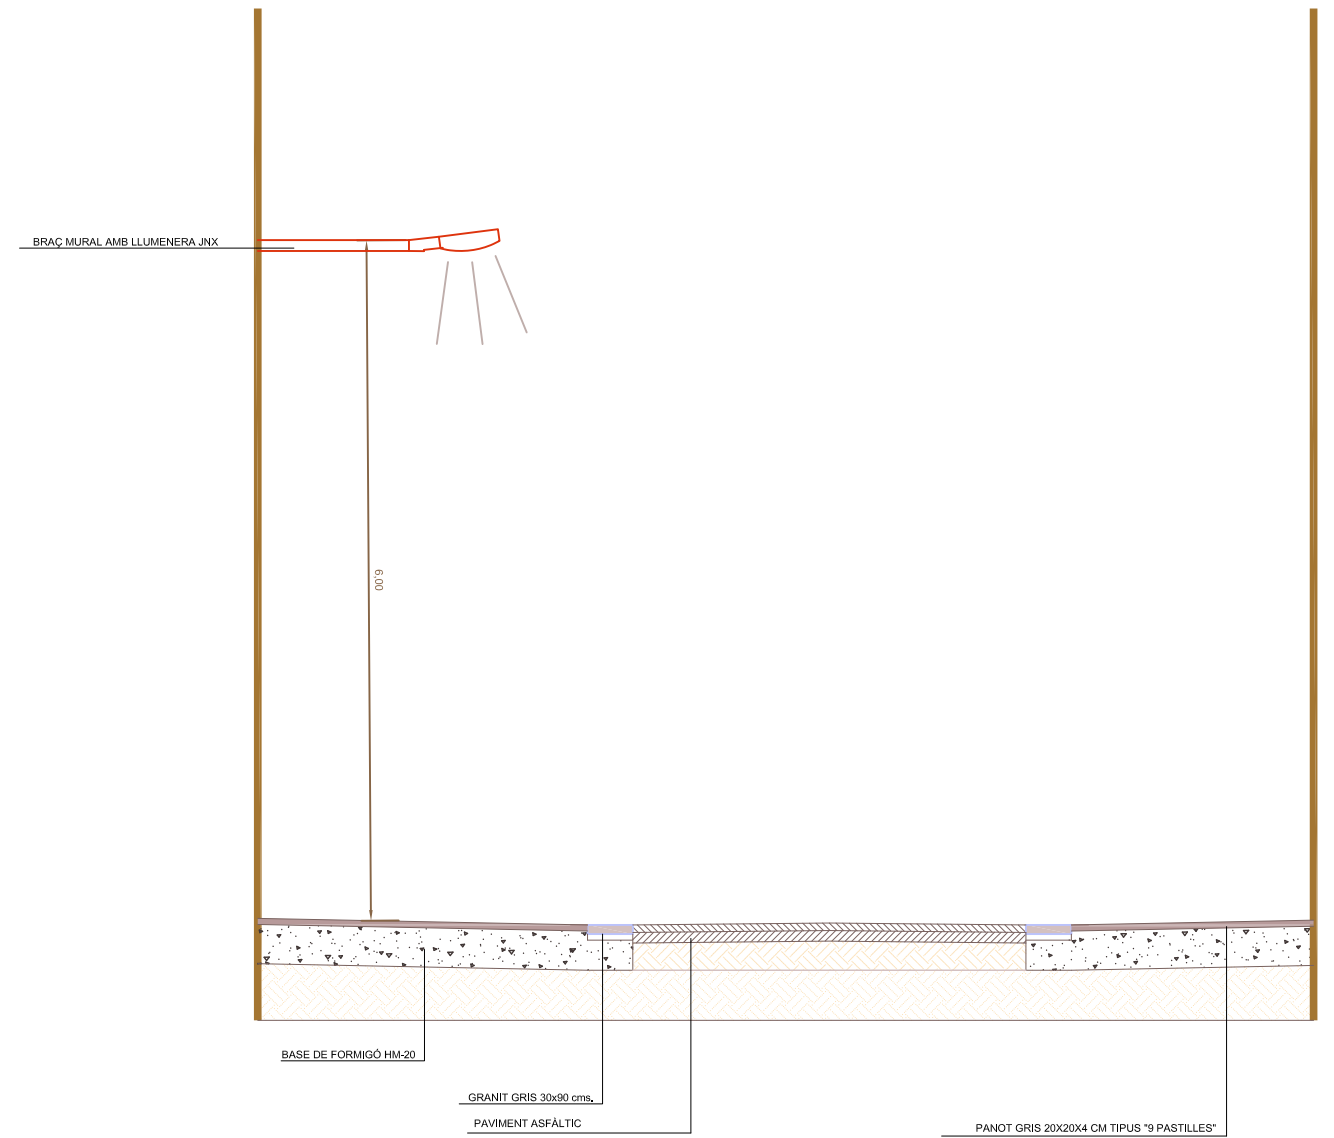 BRAÇ MURAL AMB LLUMENERA JNX
6,00
BASE DE FORMIGÓ HM-20
GRANIT GRIS 30x90 cms.
PAVIMENT ASFÀLTIC
PANOT GRIS 20X20X4 CM TIPUS "9 PASTILLES"